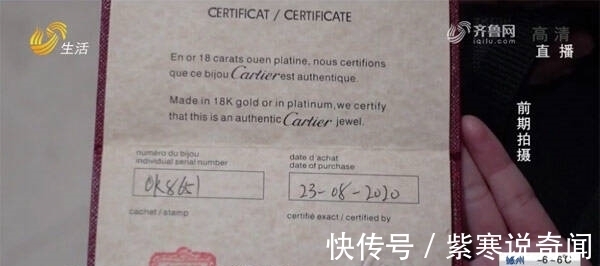 生活
CERTIFICAT / CERTIFICATE
齐鲁网
iqilu.com
高清
直播
En or 18 carats ouen platine, nous certifions
que ce bijou Cartier est authentique.
Made in 18K gold or in platinum, we certify
that this is an authentic Cartier jewel.
前期拍摄
numéro du bijou
individual serial number
date d'achat
date of purchase
OK8651
23-08-2020
cachet / stamp
certifié exact / certified by
快传号 / 紫寒说奇闻
-6~6℃